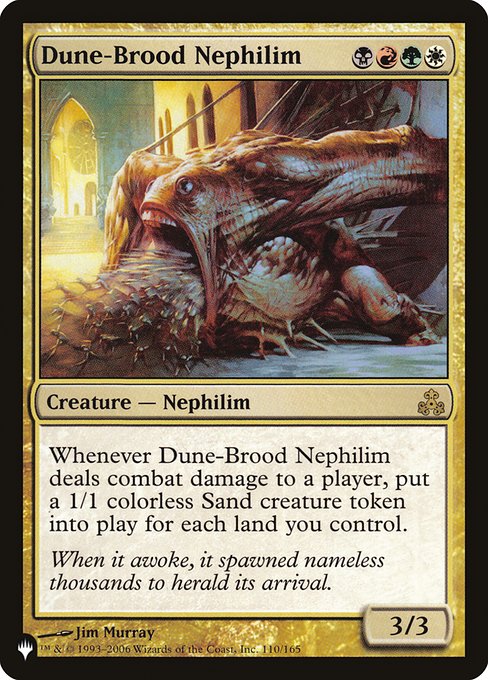 Dune-Brood Nephilim
Creature — Nephilim
Whenever Dune-Brood Nephilim
deals combat damage to a player, put
a 1/1 colorless Sand creature token
into play for each land you control.
When it awoke, it spawned nameless
thousands to herald its arrival.
Jim Murray
3/3
™ & © 1993–2006 Wizards of the Coast, Inc. 110/165